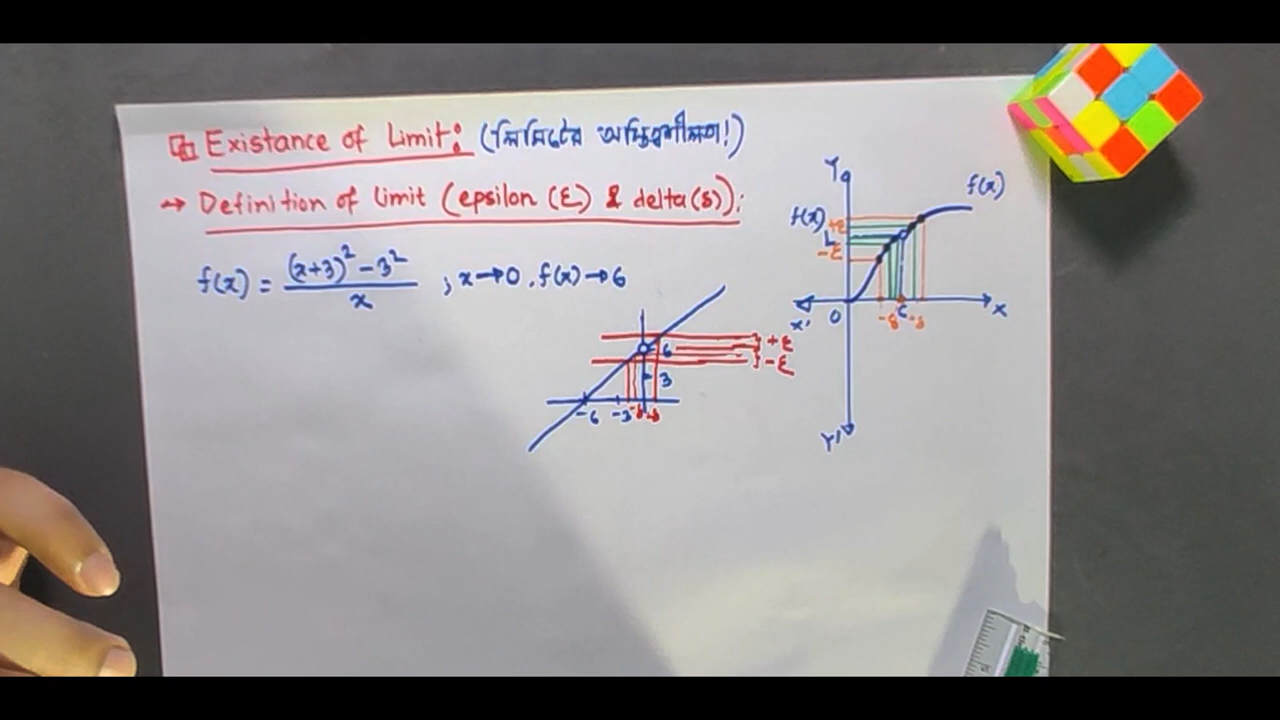 Existance of Limit: (লিমিটের অস্তিত্বশীলতা!)
→ Definition of Limit (epsilon (ε) & delta(δ)):
f(x) = ((x+3)² - 3²) / x ; x→0, f(x)→6
Y
f(x)
f(x)
+ε
L
-ε
X'
O
-δ
C
+δ
X
Y'
6
+ε
-ε
3
-6
-3
-δ
+δ